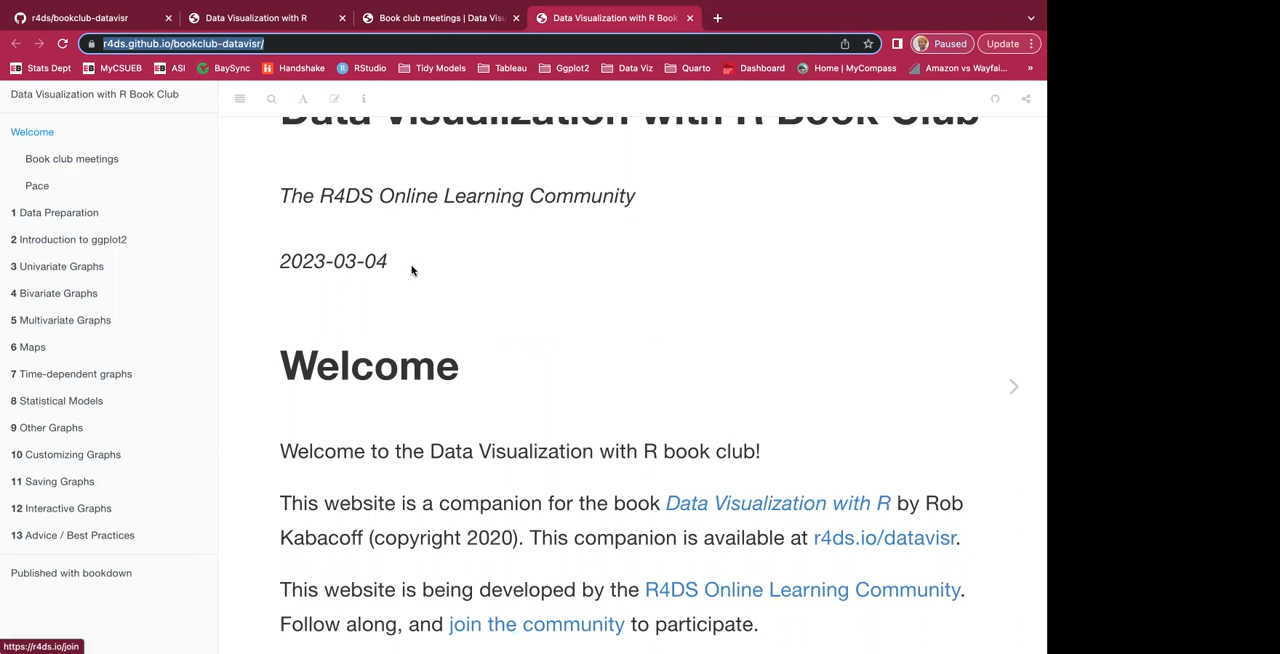 r4ds/bookclub-datavisr
Data Visualization with R
Book club meetings | Data Visu
Data Visualization with R Book
r4ds.github.io/bookclub-datavisr/
Paused
Update
Stats Dept
MyCSUEB
ASI
BaySync
Handshake
RStudio
Tidy Models
Tableau
Ggplot2
Data Viz
Quarto
Dashboard
Home | MyCompass
Amazon vs Wayfai...
»
Data Visualization with R Book Club
Welcome
Book club meetings
Pace
1 Data Preparation
2 Introduction to ggplot2
3 Univariate Graphs
4 Bivariate Graphs
5 Multivariate Graphs
6 Maps
7 Time-dependent graphs
8 Statistical Models
9 Other Graphs
10 Customizing Graphs
11 Saving Graphs
12 Interactive Graphs
13 Advice / Best Practices
Published with bookdown
https://r4ds.io/join
Data Visualization with R Book Club
The R4DS Online Learning Community
2023-03-04
Welcome
Welcome to the Data Visualization with R book club!
This website is a companion for the book Data Visualization with R by Rob
Kabacoff (copyright 2020). This companion is available at r4ds.io/datavisr.
This website is being developed by the R4DS Online Learning Community.
Follow along, and join the community to participate.